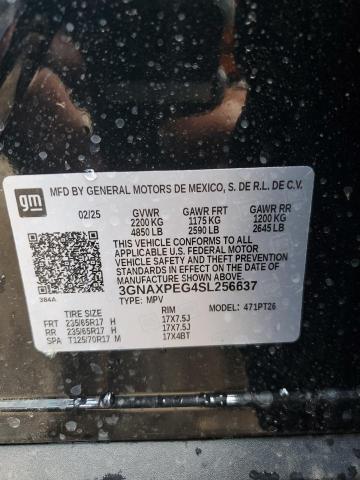 gm
MFD BY GENERAL MOTORS DE MEXICO, S. DE R.L. DE C.V.
02/25 GVWR GAWR FRT GAWR RR
2200 KG 1175 KG 1200 KG
4850 LB 2590 LB 2645 LB
THIS VEHICLE CONFORMS TO ALL
APPLICABLE U.S. FEDERAL MOTOR
VEHICLE SAFETY AND THEFT PREVENTION
STANDARDS IN EFFECT ON THE DATE OF
MANUFACTURE SHOWN ABOVE.
3GNAXPEG4SL256637
384A
TYPE: MPV MODEL: 471PT26
TIRE SIZE RIM
FRT 235/65R17 H 17X7.5J
RR 235/65R17 H 17X7.5J
SPA T125/70R17 M 17X4BT